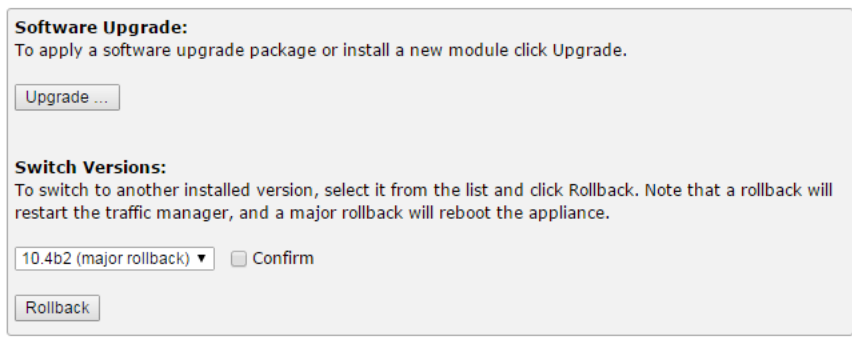 Software Upgrade:
To apply a software upgrade package or install a new module click Upgrade.
Upgrade ...
Switch Versions:
To switch to another installed version, select it from the list and click Rollback. Note that a rollback will
restart the traffic manager, and a major rollback will reboot the appliance.
10.4b2 (major rollback) ▼ Confirm
Rollback